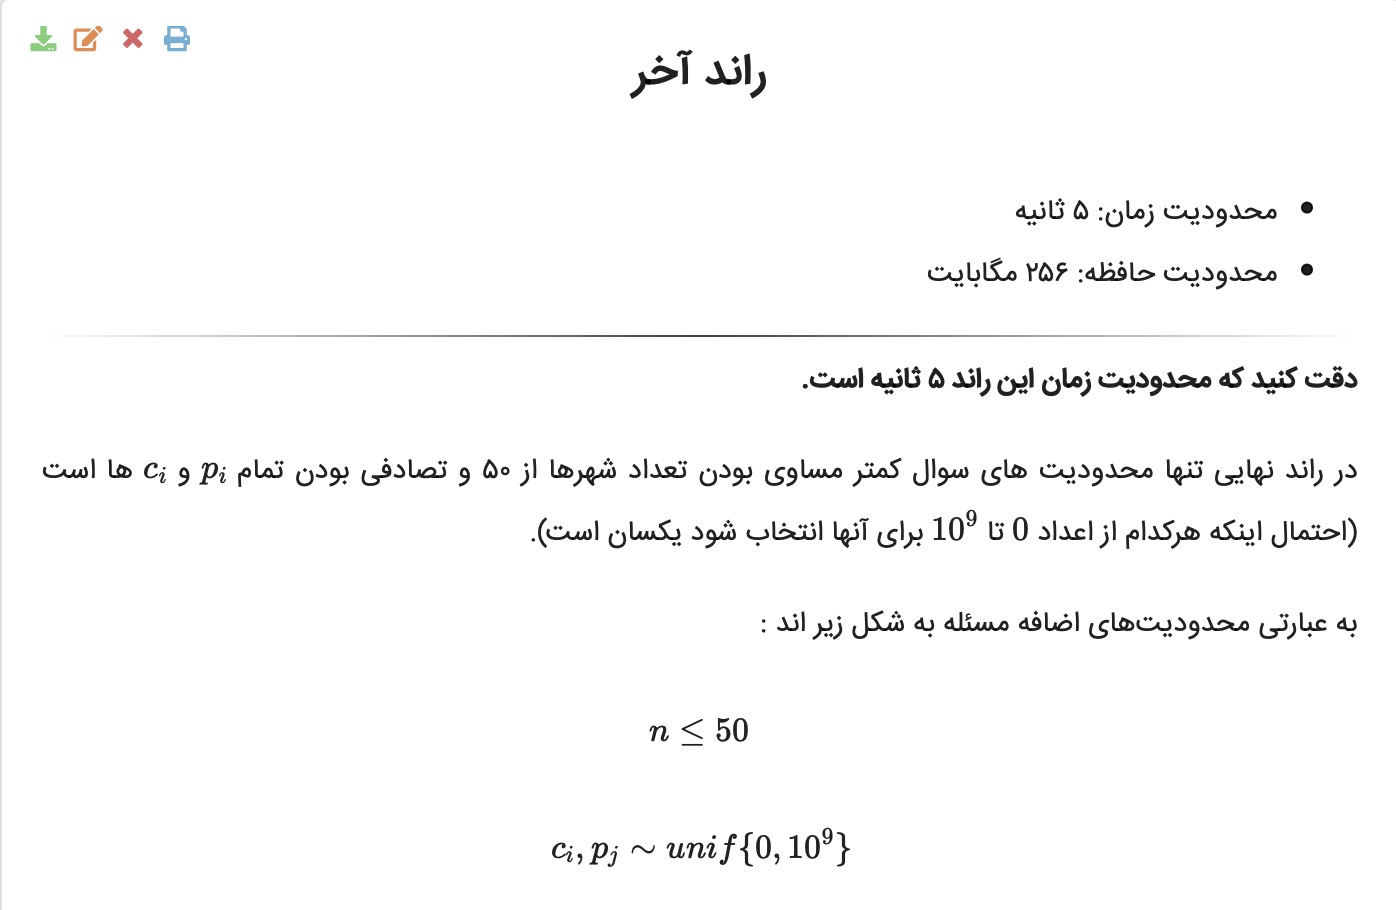 راند آخر
محدودیت زمان: ۵ ثانیه
محدودیت حافظه: ۲۵۶ مگابایت
دقت کنید که محدودیت زمان این راند ۵ ثانیه است.
در راند نهایی تنها محدودیت های سوال کمتر مساوی بودن تعداد شهرها از ۵۰ و تصادفی بودن تمام $p_i$ و $c_i$ ها است
(احتمال اینکه هرکدام از اعداد $0$ تا $10^9$ برای آنها انتخاب شود یکسان است).
به عبارتی محدودیت‌های اضافه مسئله به شکل زیر اند :
$n \leq 50$
$c_i, p_j \sim unif\{0, 10^9\}$